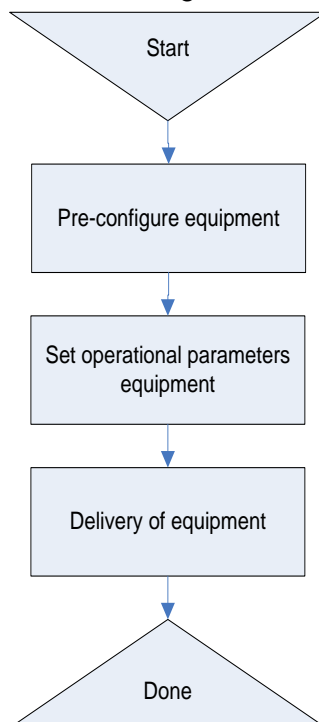 Start
Pre-configure equipment
Set operational parameters
equipment
Delivery of equipment
Done